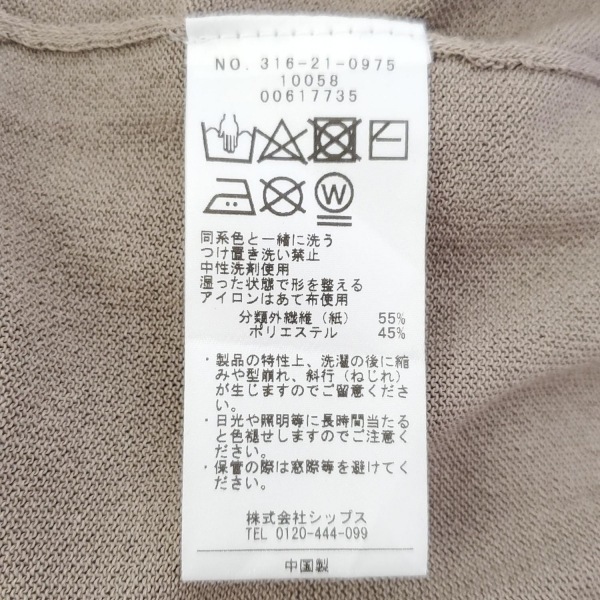 NO. 316-21-0975
10058
00617735
W
同系色と一緒に洗う
つけ置き洗い禁止
中性洗剤使用
湿った状態で形を整える
アイロンはあて布使用
分類外繊維（紙） 55%
ポリエステル 45%
・製品の特性上、洗濯の後に縮
みや型崩れ、斜行（ねじれ）
が生じますのでご留意くださ
い。
・日光や照明等に長時間当たる
と色褪せしますのでご注意く
ださい。
・保管の際は窓際等を避けてく
ださい。
株式会社シップス
TEL 0120-444-099
中国製